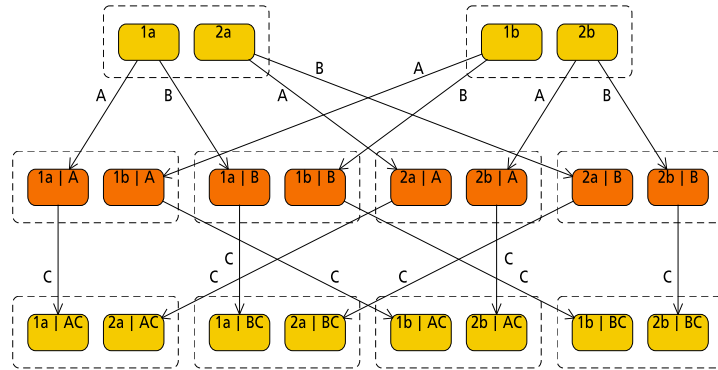 1a 2a 1b 2b
B A
A B A B A B
1a | A 1b | A 1a | B 1b | B 2a | A 2b | A 2a | B 2b | B
C C
C C C C C C
1a | AC 2a | AC 1a | BC 2a | BC 1b | AC 2b | AC 1b | BC 2b | BC